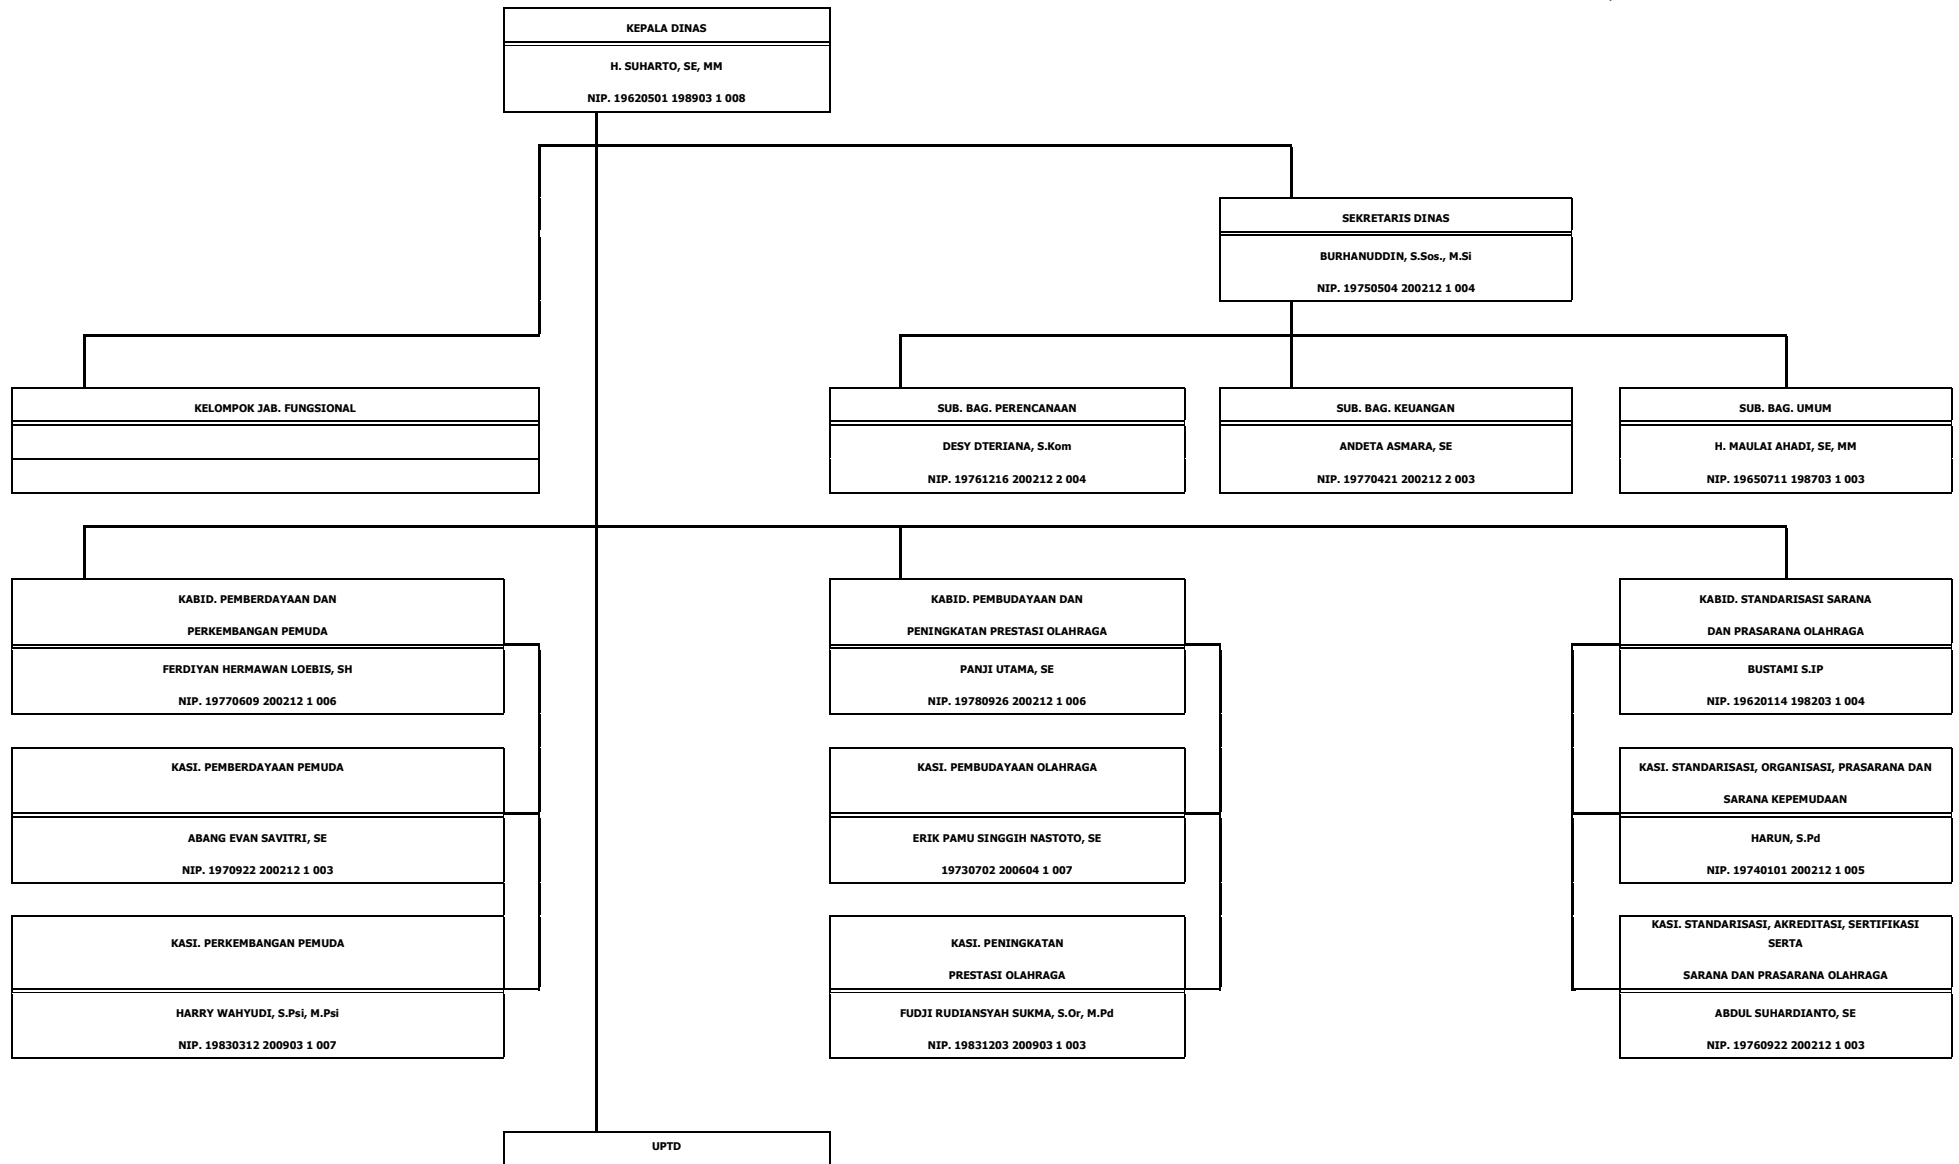 KEPALA DINAS
H. SUHARTO, SE, MM
NIP. 19620501 198903 1 008
SEKRETARIS DINAS
BURHANUDDIN, S.Sos., M.Si
NIP. 19750504 200212 1 004
KELOMPOK JAB. FUNGSIONAL
SUB. BAG. PERENCANAAN
DESY DTERIANA, S.Kom
NIP. 19761216 200212 2 004
SUB. BAG. KEUANGAN
ANDETA ASMARA, SE
NIP. 19770421 200212 2 003
SUB. BAG. UMUM
H. MAULAI AHADI, SE, MM
NIP. 19650711 198703 1 003
KABID. PEMBERDAYAAN DAN
PERKEMBANGAN PEMUDA
FERDIYAN HERMAWAN LOEBIS, SH
NIP. 19770609 200212 1 006
KASI. PEMBERDAYAAN PEMUDA
ABANG EVAN SAVITRI, SE
NIP. 1970922 200212 1 003
KASI. PERKEMBANGAN PEMUDA
HARRY WAHYUDI, S.Psi, M.Psi
NIP. 19830312 200903 1 007
KABID. PEMBUDAYAAN DAN
PENINGKATAN PRESTASI OLAHRAGA
PANJI UTAMA, SE
NIP. 19780926 200212 1 006
KASI. PEMBUDAYAAN OLAHRAGA
ERIK PAMU SINGGIH NASTOTO, SE
19730702 200604 1 007
KASI. PENINGKATAN
PRESTASI OLAHRAGA
FUDJI RUDIANSYAH SUKMA, S.Or, M.Pd
NIP. 19831203 200903 1 003
KABID. STANDARISASI SARANA
DAN PRASARANA OLAHRAGA
BUSTAMI S.IP
NIP. 19620114 198203 1 004
KASI. STANDARISASI, ORGANISASI, PRASARANA DAN
SARANA KEPEMUDAAN
HARUN, S.Pd
NIP. 19740101 200212 1 005
KASI. STANDARISASI, AKREDITASI, SERTIFIKASI
SERTA
SARANA DAN PRASARANA OLAHRAGA
ABDUL SUHARDIANTO, SE
NIP. 19760922 200212 1 003
UPTD